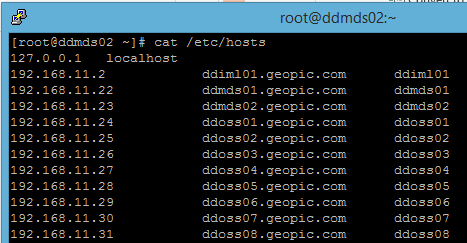 root@ddmds02:~
[root@ddmds02 ~]# cat /etc/hosts
127.0.0.1   localhost
192.168.11.2            ddiml01.geopic.com      ddiml01
192.168.11.22           ddmds01.geopic.com      ddmds01
192.168.11.23           ddmds02.geopic.com      ddmds02
192.168.11.24           ddoss01.geopic.com      ddoss01
192.168.11.25           ddoss02.geopic.com      ddoss02
192.168.11.26           ddoss03.geopic.com      ddoss03
192.168.11.27           ddoss04.geopic.com      ddoss04
192.168.11.28           ddoss05.geopic.com      ddoss05
192.168.11.29           ddoss06.geopic.com      ddoss06
192.168.11.30           ddoss07.geopic.com      ddoss07
192.168.11.31           ddoss08.geopic.com      ddoss08